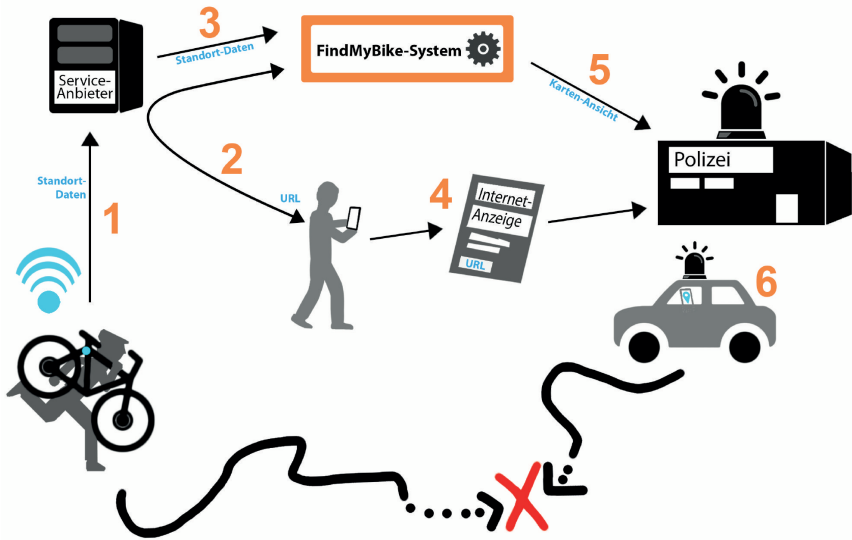 3
Standort-Daten
FindMyBike-System
5
Karten-Ansicht
Service-
Anbieter
2
URL
Polizei
Standort-
Daten
1
4
Internet-
Anzeige
URL
6